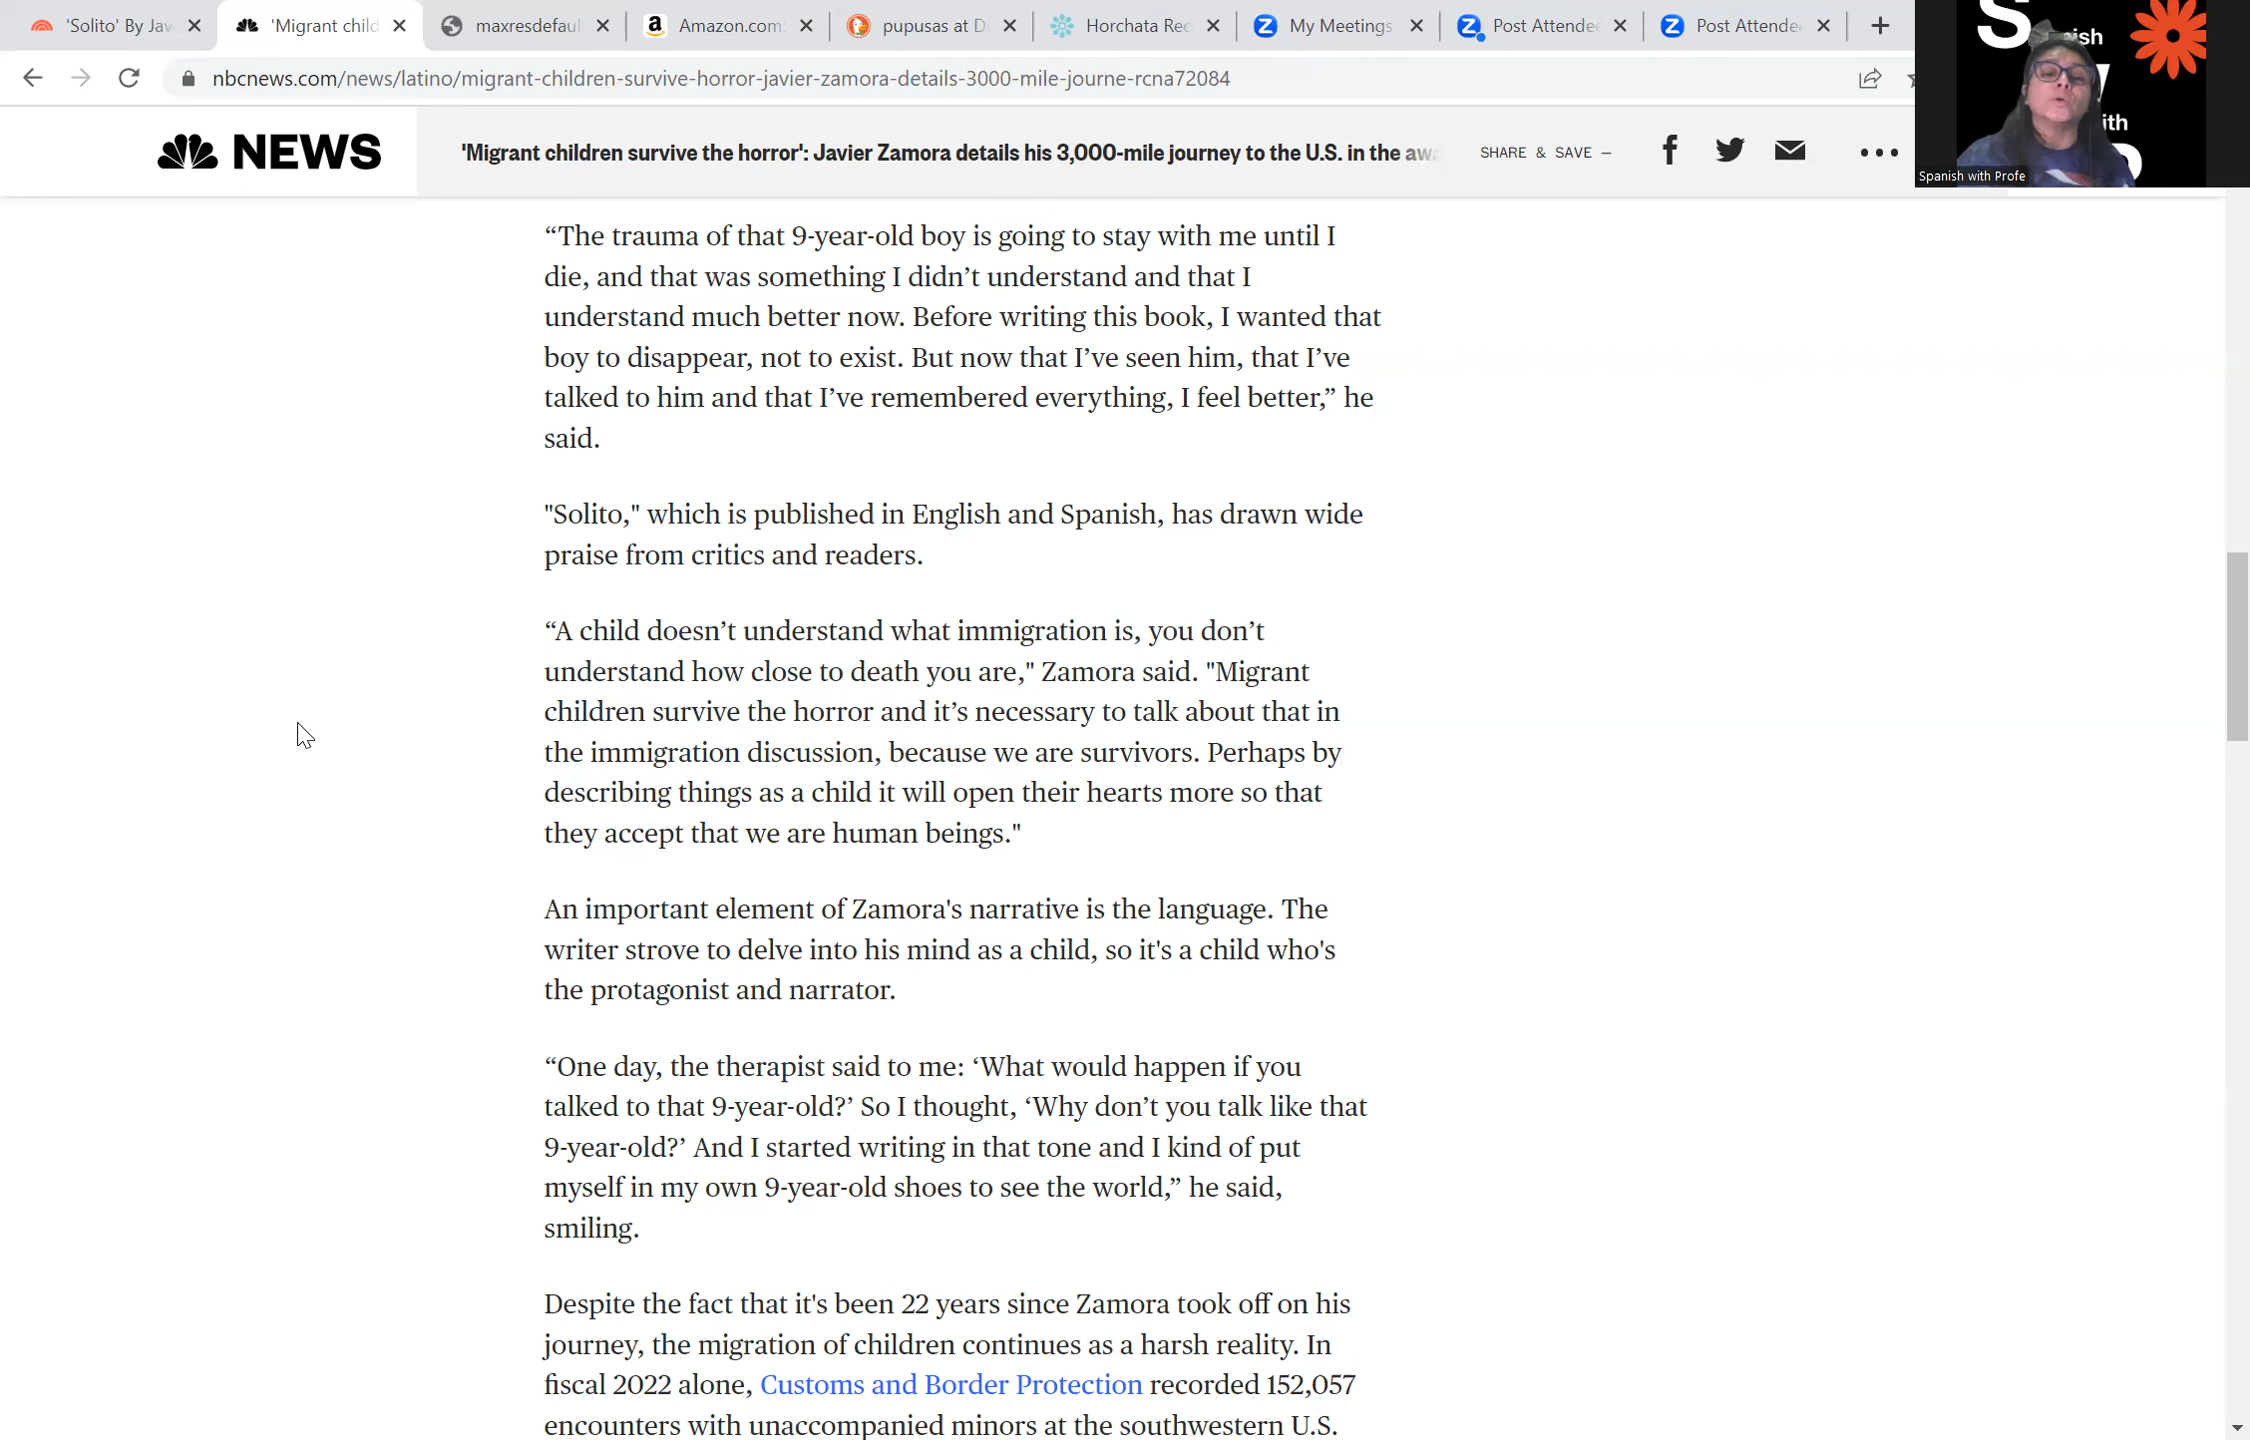 'Solito' By Jav
'Migrant child
maxresdefaul
Amazon.com:
pupusas at D
Horchata Rec
My Meetings
Post Attende
Post Attende
nbcnews.com/news/latino/migrant-children-survive-horror-javier-zamora-details-3000-mile-journe-rcna72084
NEWS
'Migrant children survive the horror': Javier Zamora details his 3,000-mile journey to the U.S. in the awa
SHARE & SAVE —
Spanish with Profe
“The trauma of that 9-year-old boy is going to stay with me until I
die, and that was something I didn’t understand and that I
understand much better now. Before writing this book, I wanted that
boy to disappear, not to exist. But now that I’ve seen him, that I’ve
talked to him and that I’ve remembered everything, I feel better,” he
said.
"Solito," which is published in English and Spanish, has drawn wide
praise from critics and readers.
“A child doesn’t understand what immigration is, you don’t
understand how close to death you are," Zamora said. "Migrant
children survive the horror and it’s necessary to talk about that in
the immigration discussion, because we are survivors. Perhaps by
describing things as a child it will open their hearts more so that
they accept that we are human beings."
An important element of Zamora's narrative is the language. The
writer strove to delve into his mind as a child, so it's a child who's
the protagonist and narrator.
“One day, the therapist said to me: ‘What would happen if you
talked to that 9-year-old?’ So I thought, ‘Why don’t you talk like that
9-year-old?’ And I started writing in that tone and I kind of put
myself in my own 9-year-old shoes to see the world,” he said,
smiling.
Despite the fact that it's been 22 years since Zamora took off on his
journey, the migration of children continues as a harsh reality. In
fiscal 2022 alone, Customs and Border Protection recorded 152,057
encounters with unaccompanied minors at the southwestern U.S.